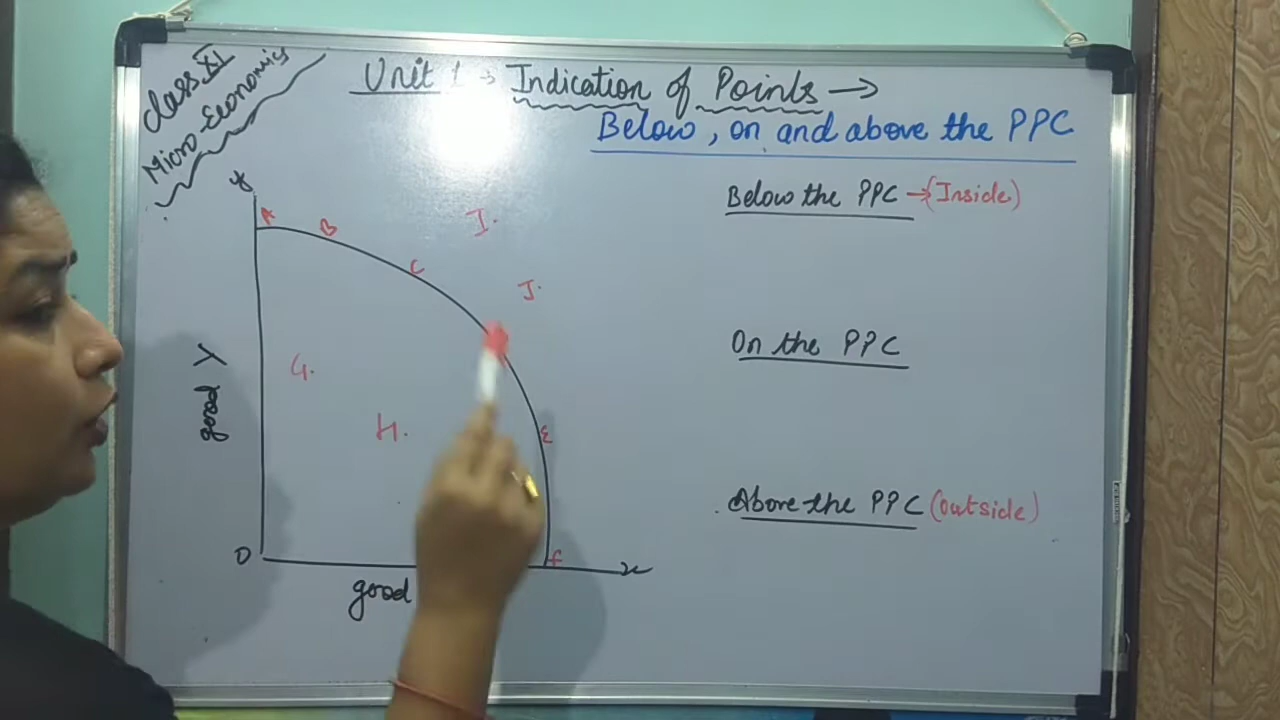 Class XI
Micro-Economics
Unit 1 → Indication of Points →
Below, on and above the PPC
y
A
B
C
I.
J.
G.
H.
E
F
good Y
O
good
x
Below the PPC → (Inside)
On the PPC
Above the PPC (outside)